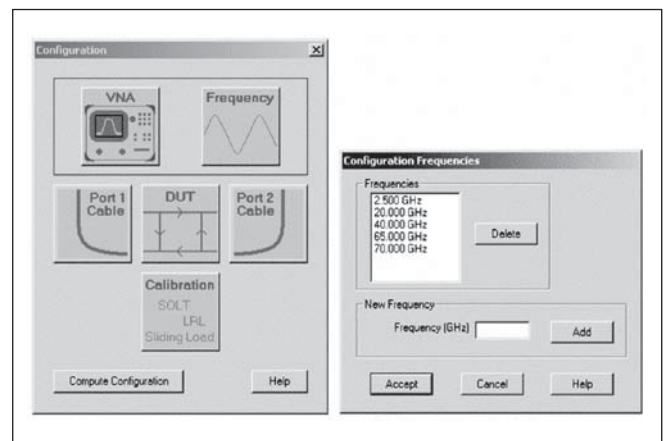 Configuration
VNA
Frequency
Port 1
Cable
DUT
Port 2
Cable
Calibration
SOLT
LRL
Sliding Load
Compute Configuration
Help
Configuration Frequencies
Frequencies
2.500 GHz
20.000 GHz
40.000 GHz
65.000 GHz
70.000 GHz
Delete
New Frequency
Frequency (GHz)
Add
Accept
Cancel
Help